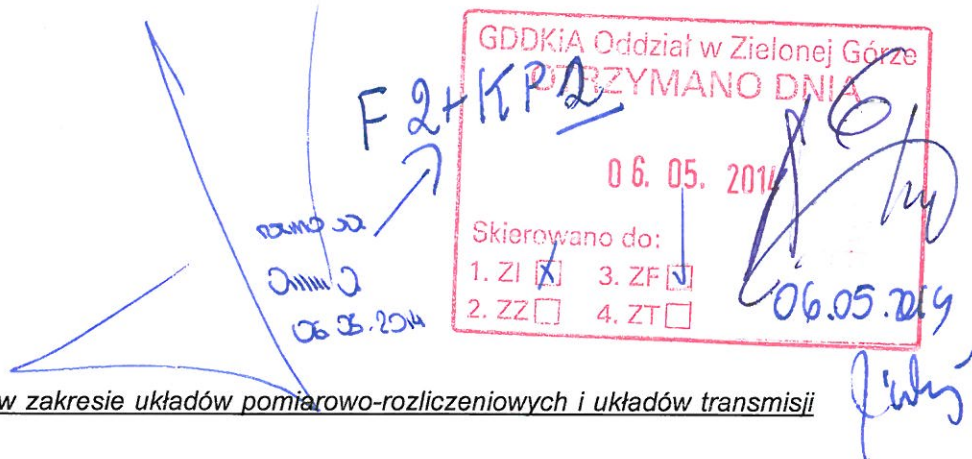 GDDKiA Oddział w Zielonej Górze
OTRZYMANO DNIA
F2+KP2
06. 05. 2014
Skierowano do:
1. ZI X 3. ZF
2. ZZ 4. ZT
06.05.2014
06.05.2014
w zakresie układów pomiarowo-rozliczeniowych i układów transmisji